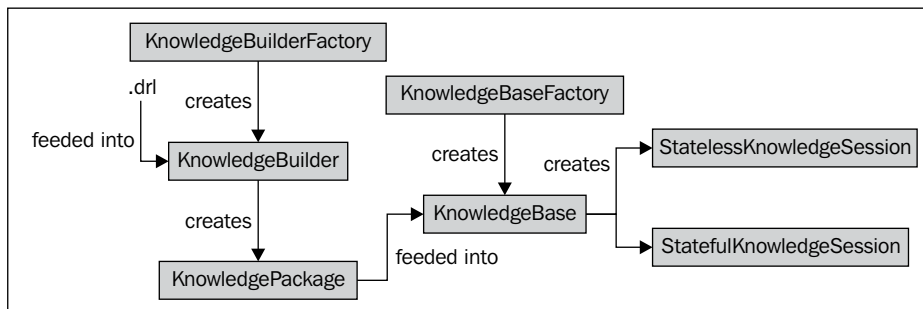 KnowledgeBuilderFactory
.drl
creates
feeded into
KnowledgeBuilder
creates
KnowledgePackage
KnowledgeBaseFactory
creates
KnowledgeBase
feeded into
creates
StatelessKnowledgeSession
StatefulKnowledgeSession